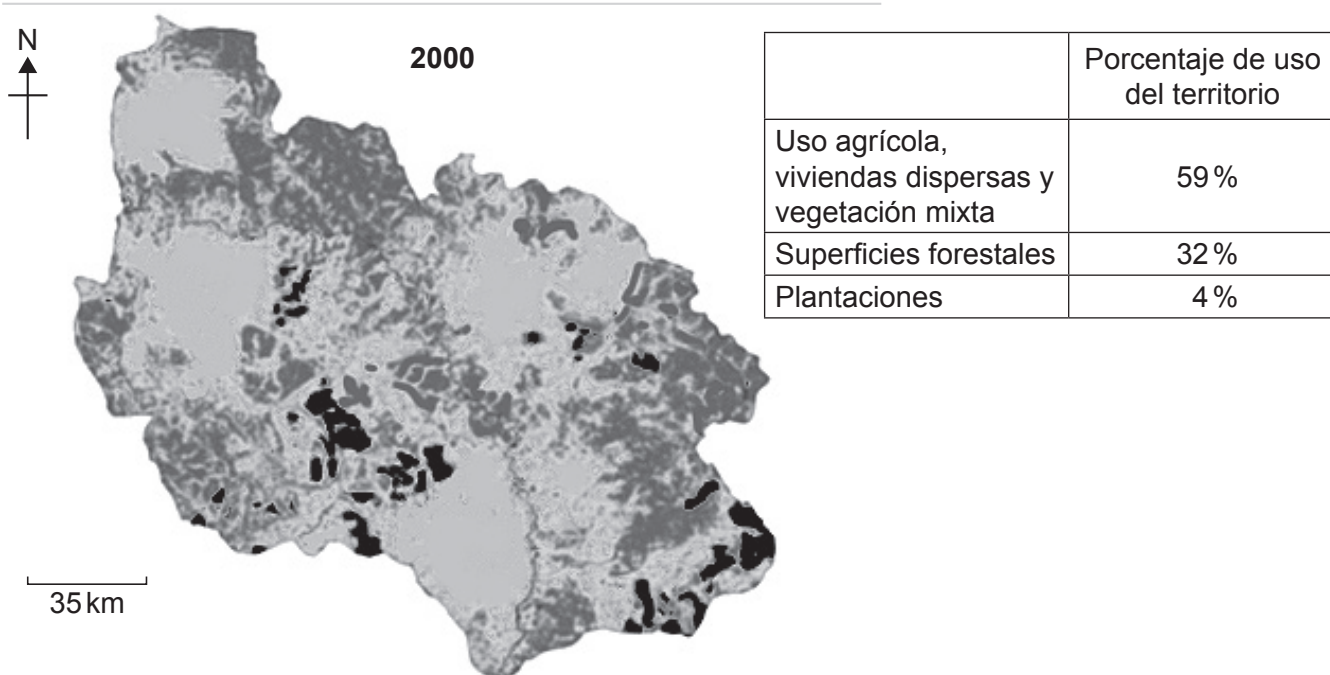 N
2000
35 km
Porcentaje de uso
del territorio
Uso agrícola,
viviendas dispersas y
vegetación mixta
59 %
Superficies forestales
32 %
Plantaciones
4 %